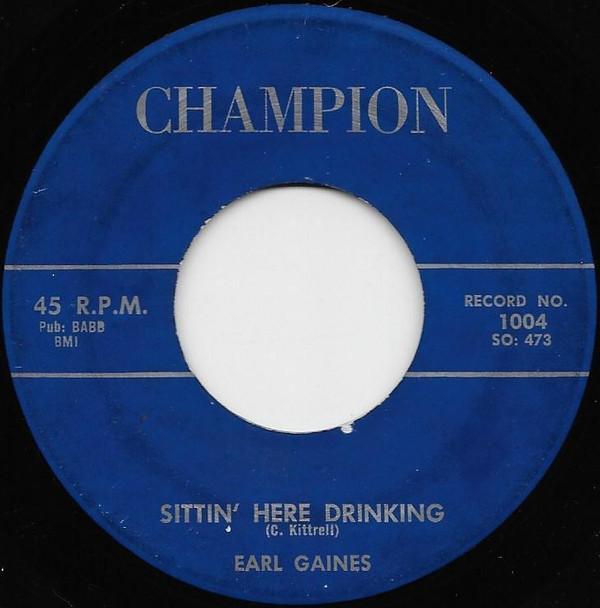 CHAMPION
45 R.P.M.
Pub: BABB
BMI
RECORD NO.
1004
SO: 473
SITTIN' HERE DRINKING
(C. Kittrell)
EARL GAINES